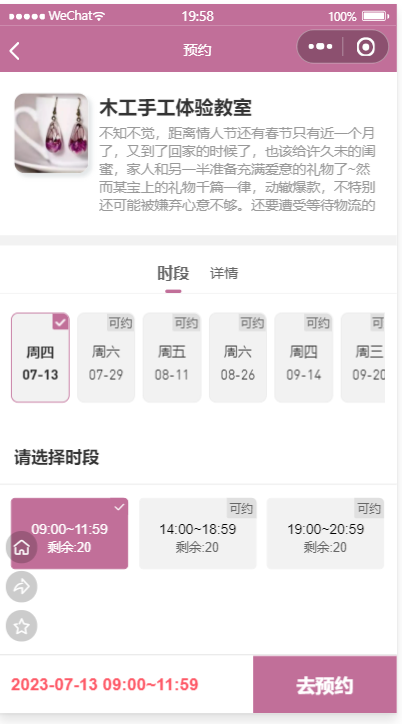 WeChat 19:58 100%
预约
木工手工体验教室
不知不觉，距离情人节还有春节只有近一个月
了，又到了回家的时候了，也该给许久未的闺
蜜，家人和另一半准备充满爱意的礼物了~然
而某宝上的礼物千篇一律，动辙爆款，不特别
还可能被嫌弃心意不够。还要遭受等待物流的
时段 详情
可约 可约 可约 可约 可
周四 周六 周五 周六 周四 周三
07-13 07-29 08-11 08-26 09-14 09-20
请选择时段
可约 可约
09:00~11:59 14:00~18:59 19:00~20:59
剩余:20 剩余:20 剩余:20
2023-07-13 09:00~11:59 去预约